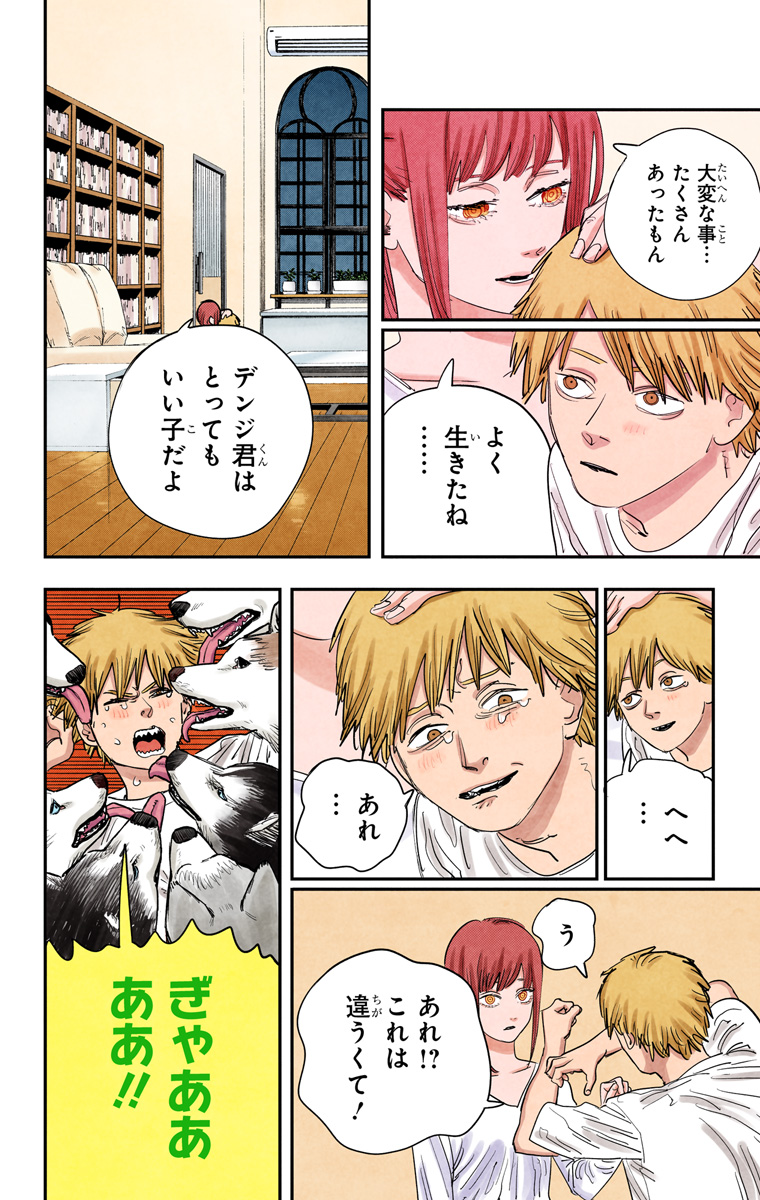 大変な事…
たくさん
あったもん
よく
生きたね
……
デンジ君は
とっても
いい子だよ
へへ
…
あれ
…
う
あれ!?
これは
違うくて!
ぎゃああ
ああ!!